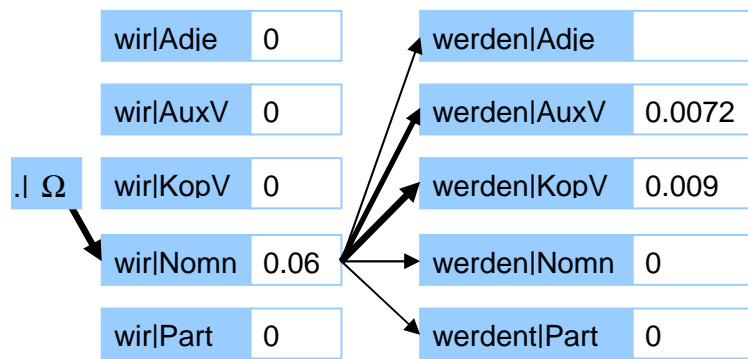 wir|Adje 0 werden|Adje
wir|AuxV 0 werden|AuxV 0.0072
.| Ω wir|KopV 0 werden|KopV 0.009
wir|Nomn 0.06 werden|Nomn 0
wir|Part 0 werdent|Part 0